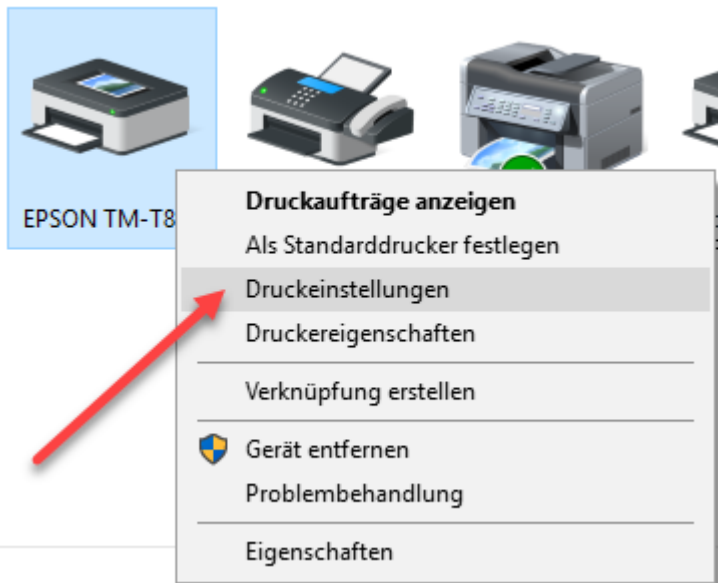 EPSON TM-T8
Druckaufträge anzeigen
Als Standarddrucker festlegen
Druckeinstellungen
Druckereigenschaften
Verknüpfung erstellen
Gerät entfernen
Problembehandlung
Eigenschaften